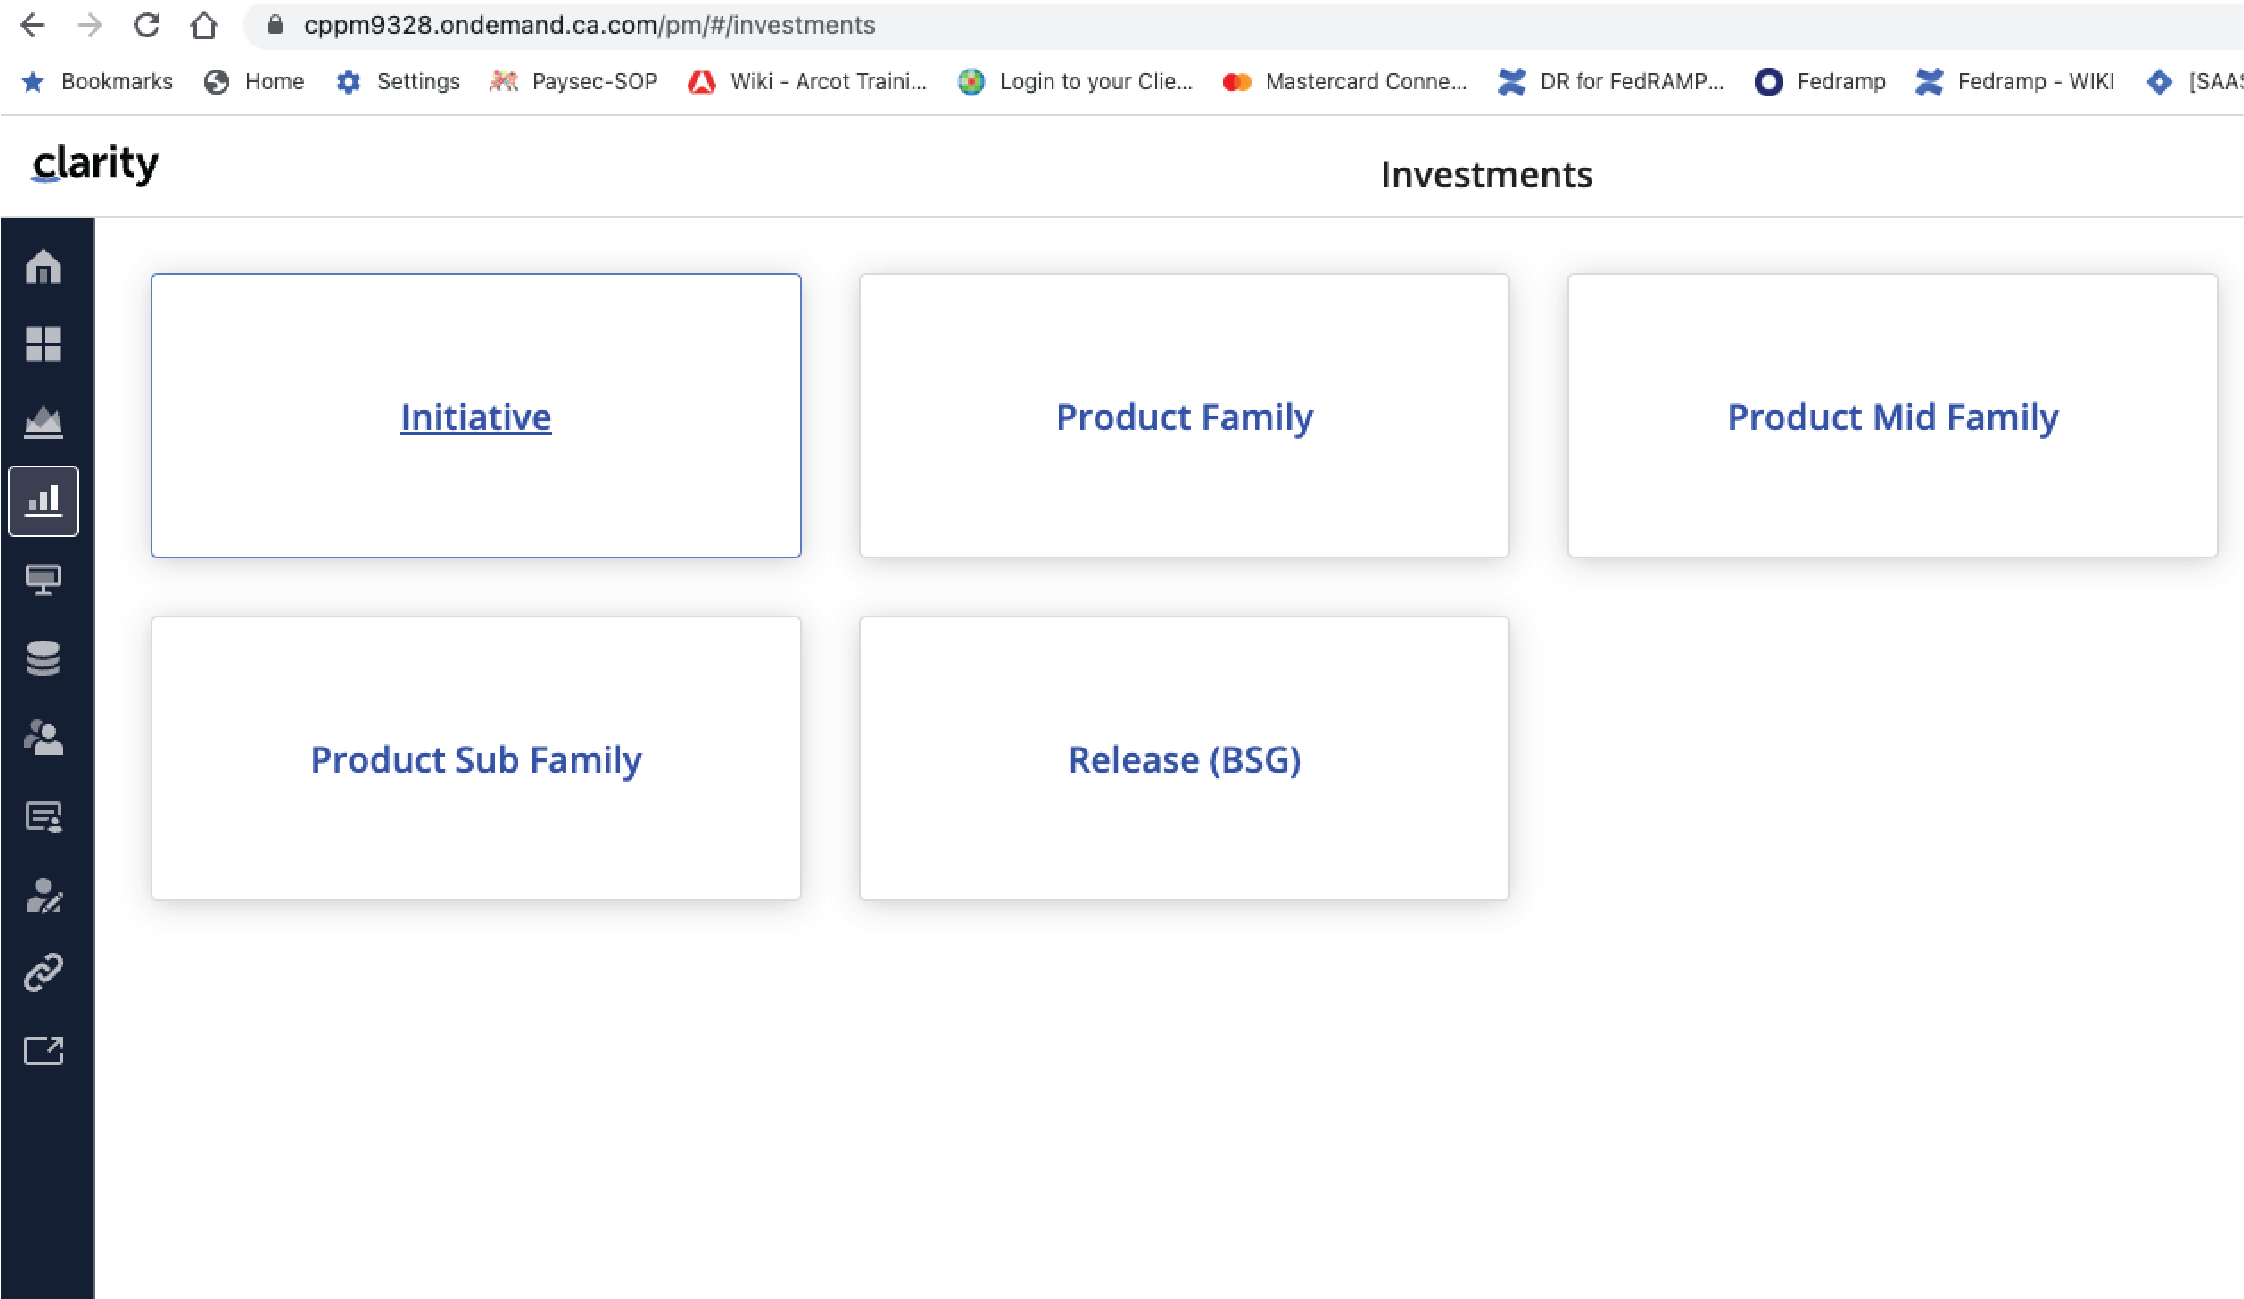 cppm9328.ondemand.ca.com/pm/#/investments
Bookmarks Home Settings Paysec-SOP Wiki - Arcot Traini... Login to your Clie... Mastercard Conne... DR for FedRAMP... Fedramp Fedramp - WIKI [SAAS
clarity
Investments
Initiative Product Family Product Mid Family
Product Sub Family Release (BSG)